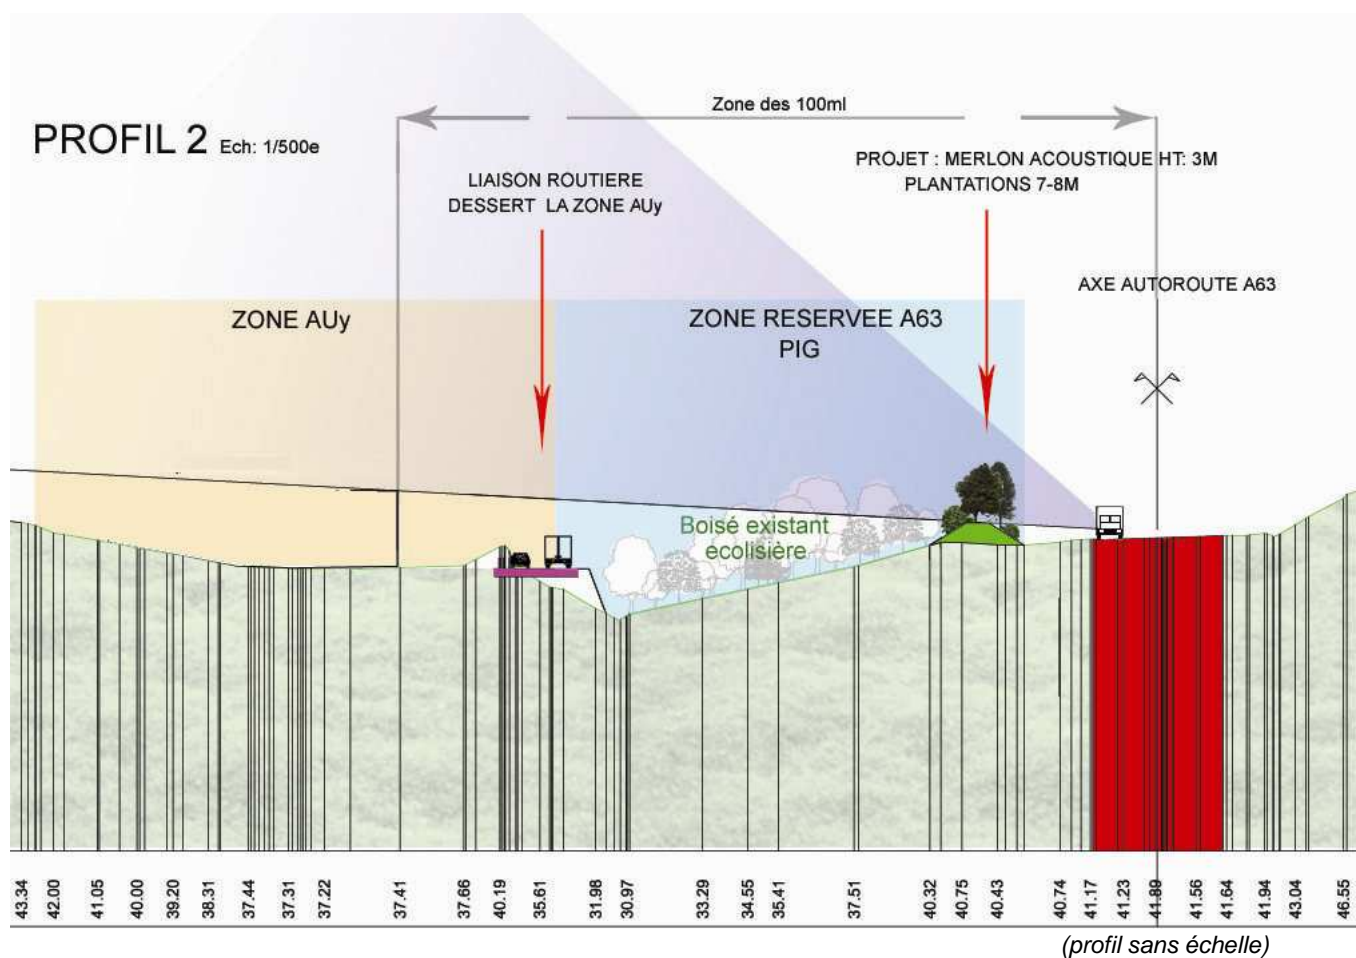 Zone des 100ml
PROFIL 2 Ech: 1/500e
PROJET : MERLON ACOUSTIQUE HT: 3M
PLANTATIONS 7-8M
LIAISON ROUTIERE
DESSERT LA ZONE AUy
AXE AUTOROUTE A63
ZONE AUy
ZONE RESERVEE A63
PIG
Boisé existant
écolisière
43.34 42.00 41.05 40.00 39.20 38.31 37.44 37.31 37.22 37.41 37.66 40.19 35.61 31.98 30.97 33.29 34.55 35.41 37.51 40.32 40.75 40.43 40.74 41.17 41.23 41.89 41.56 41.64 41.94 43.04 46.55
(profil sans échelle)